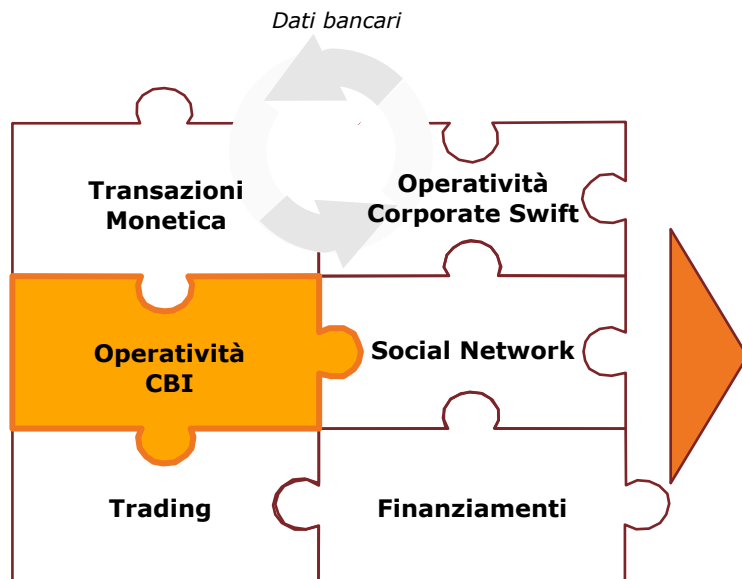 Dati bancari
Transazioni
Monetica
Operatività
Corporate Swift
Operatività
CBI
Social Network
Trading
Finanziamenti